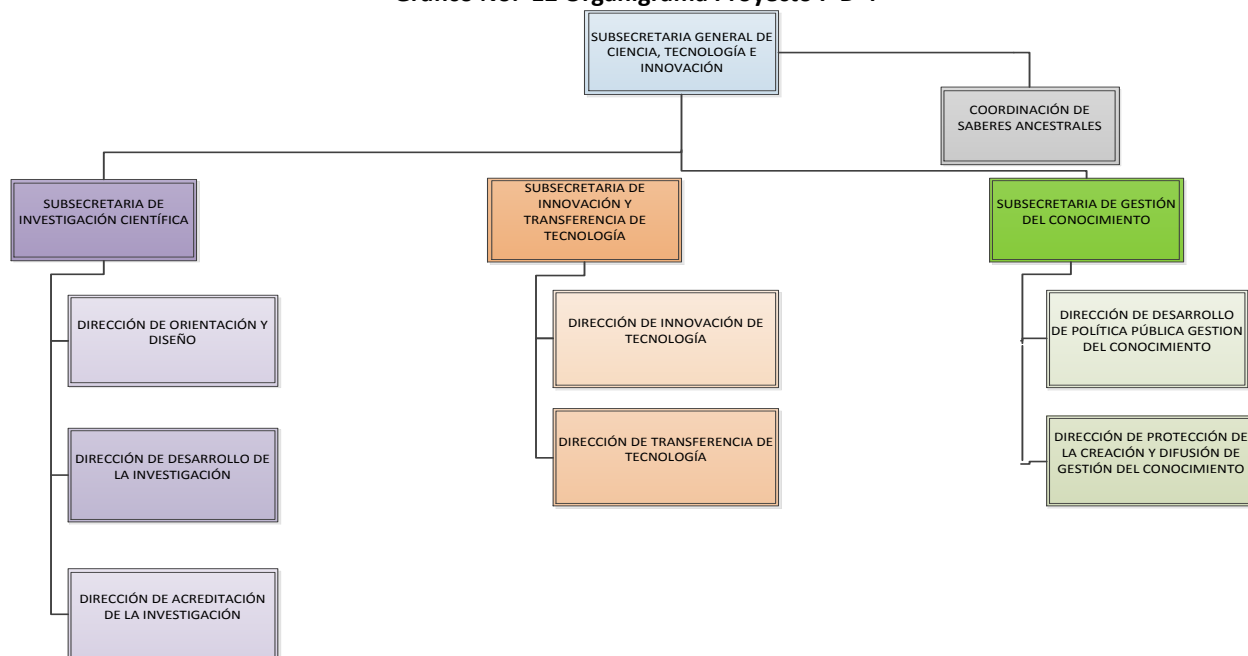 SUBSECRETARIA GENERAL DE
CIENCIA, TECNOLOGÍA E
INNOVACIÓN
COORDINACIÓN DE
SABERES ANCESTRALES
SUBSECRETARIA DE
INVESTIGACIÓN CIENTÍFICA
SUBSECRETARIA DE
INNOVACIÓN Y
TRANSFERENCIA DE
TECNOLOGÍA
SUBSECRETARIA DE GESTIÓN
DEL CONOCIMIENTO
DIRECCIÓN DE ORIENTACIÓN Y
DISEÑO
DIRECCIÓN DE DESARROLLO DE
LA INVESTIGACIÓN
DIRECCIÓN DE ACREDITACIÓN
DE LA INVESTIGACIÓN
DIRECCIÓN DE INNOVACIÓN DE
TECNOLOGÍA
DIRECCIÓN DE TRANSFERENCIA DE
TECNOLOGÍA
DIRECCIÓN DE DESARROLLO
DE POLÍTICA PÚBLICA GESTION
DEL CONOCIMIENTO
DIRECCIÓN DE PROTECCIÓN DE
LA CREACIÓN Y DIFUSIÓN DE
GESTIÓN DEL CONOCIMIENTO